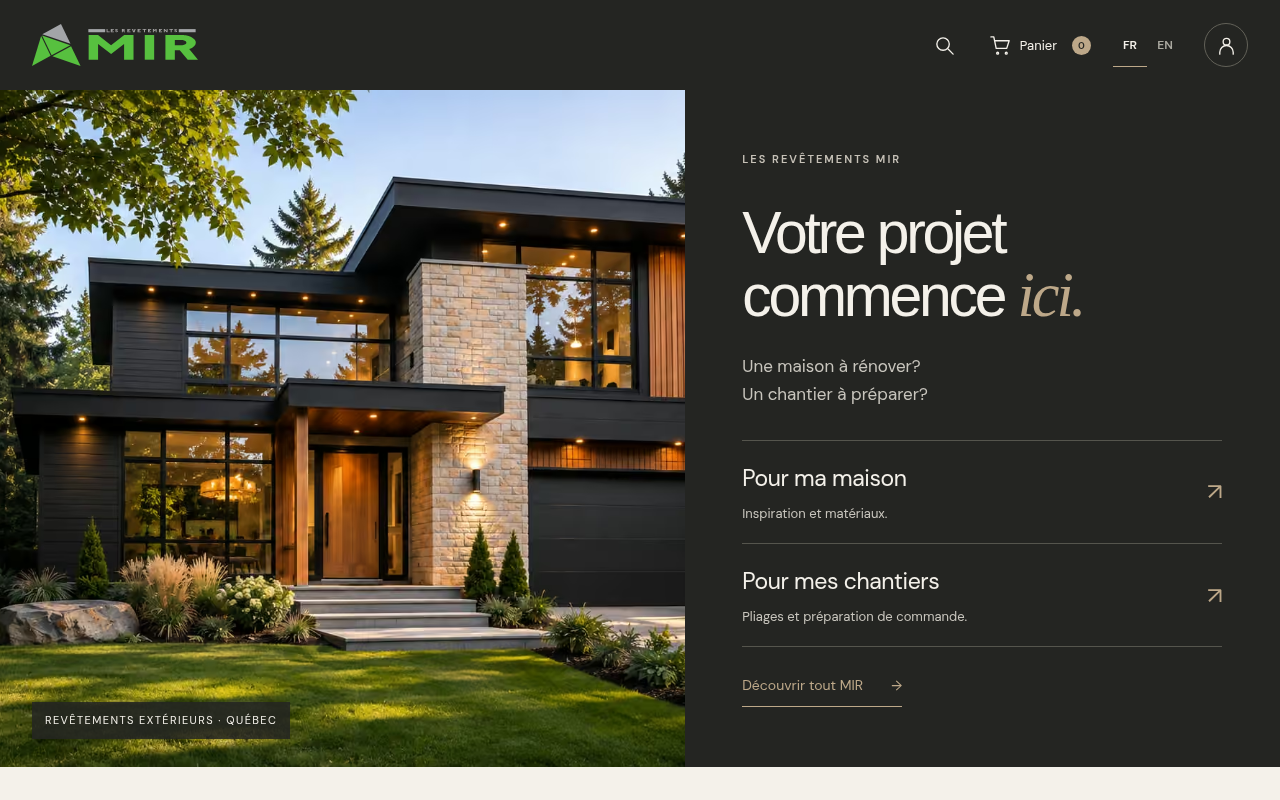 LES REVÊTEMENTS
MIR
Panier 0 FR EN
LES REVÊTEMENTS MIR
Votre projet
commence ici.
Une maison à rénover?
Un chantier à préparer?
Pour ma maison
Inspiration et matériaux.
Pour mes chantiers
Pliages et préparation de commande.
Découvrir tout MIR
REVÊTEMENTS EXTÉRIEURS · QUÉBEC